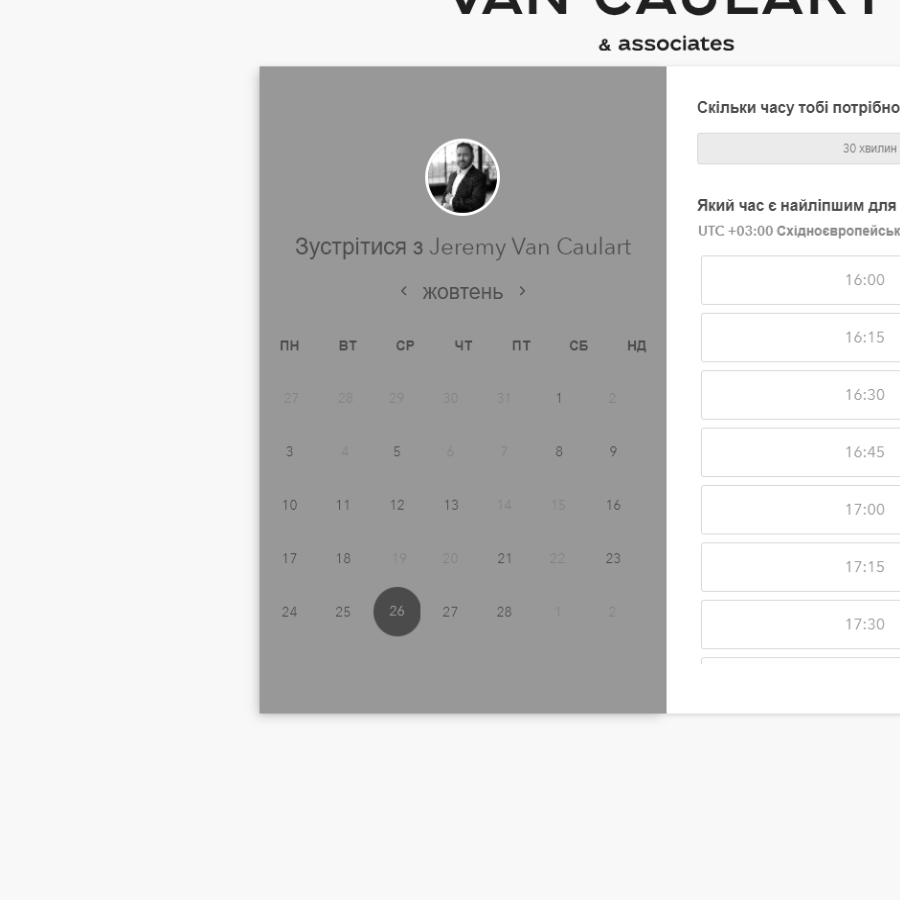 VAN CAULART
& associates
Зустрітися з Jeremy Van Caulart
‹ жовтень ›
ПН ВТ СР ЧТ ПТ СБ НД
27 28 29 30 31 1 2
3 4 5 6 7 8 9
10 11 12 13 14 15 16
17 18 19 20 21 22 23
24 25 26 27 28 1 2
Скільки часу тобі потрібно
30 хвилин
Який час є найліпшим для
UTC +03:00 Східноєвропейськ
16:00
16:15
16:30
16:45
17:00
17:15
17:30